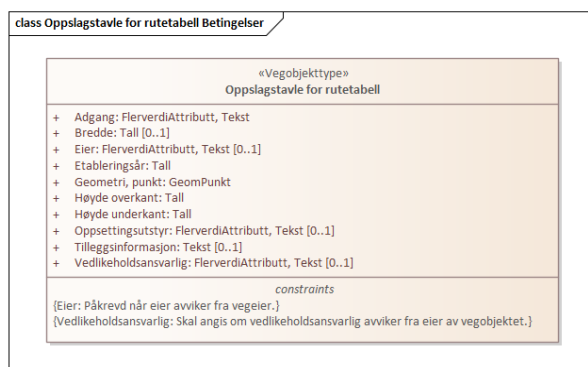 class Oppslagstavle for rutetabell Betingelser
«Vegobjekttype»
Oppslagstavle for rutetabell
+ Adgang: FlerverdiAttributt, Tekst
+ Bredde: Tall [0..1]
+ Eier: FlerverdiAttributt, Tekst [0..1]
+ Etableringsår: Tall
+ Geometri, punkt: GeomPunkt
+ Høyde overkant: Tall
+ Høyde underkant: Tall
+ Oppsettingsutstyr: FlerverdiAttributt, Tekst [0..1]
+ Tilleggsinformasjon: Tekst [0..1]
+ Vedlikeholdsansvarlig: FlerverdiAttributt, Tekst [0..1]
constraints
{Eier: Påkrevd når eier avviker fra vegeier.}
{Vedlikeholdsansvarlig: Skal angis om vedlikeholdsansvarlig avviker fra eier av vegobjektet.}